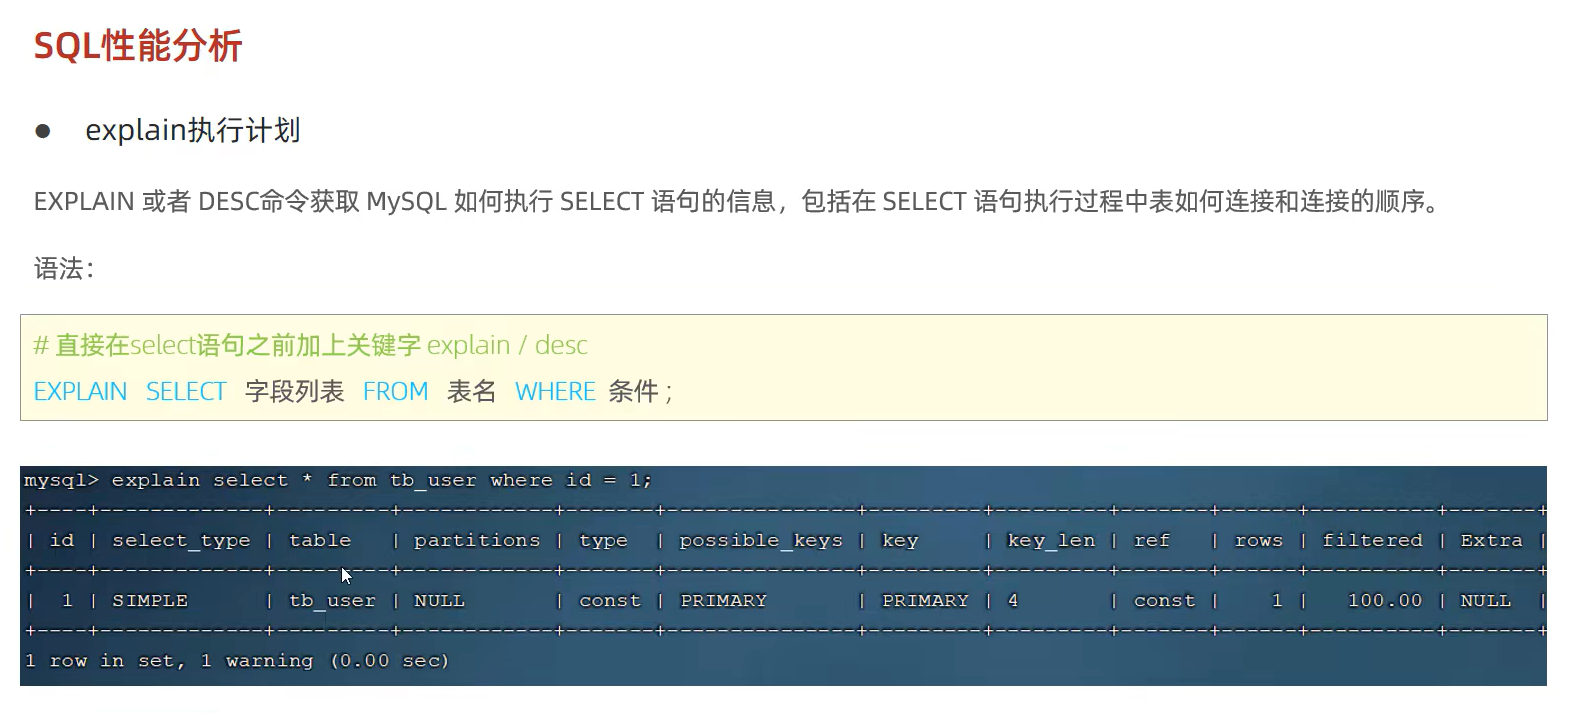 SQL性能分析
● explain执行计划
EXPLAIN 或者 DESC命令获取 MySQL 如何执行 SELECT 语句的信息，包括在 SELECT 语句执行过程中表如何连接和连接的顺序。
语法：
# 直接在select语句之前加上关键字 explain / desc
EXPLAIN SELECT 字段列表 FROM 表名 WHERE 条件 ;
mysql> explain select * from tb_user where id = 1;
+----+-------------+---------+------------+-------+---------------+---------+---------+-------+------+----------+-------+
| id | select_type | table   | partitions | type  | possible_keys | key     | key_len | ref   | rows | filtered | Extra |
+----+-------------+---------+------------+-------+---------------+---------+---------+-------+------+----------+-------+
|  1 | SIMPLE      | tb_user | NULL       | const | PRIMARY       | PRIMARY | 4       | const |    1 |   100.00 | NULL  |
+----+-------------+---------+------------+-------+---------------+---------+---------+-------+------+----------+-------+
1 row in set, 1 warning (0.00 sec)